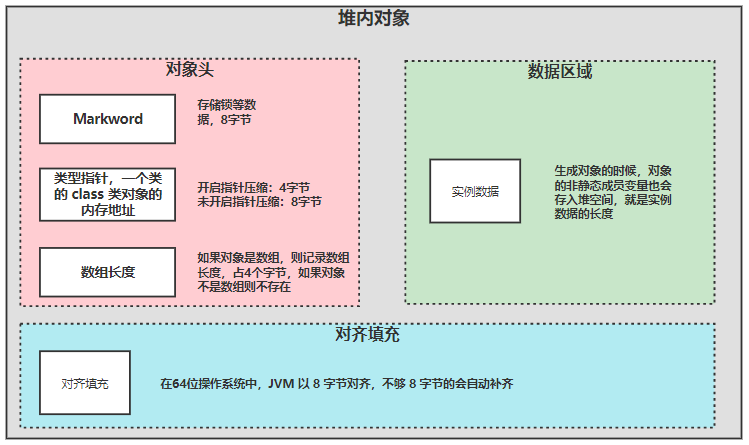 堆内对象
对象头
Markword
存储锁等数
据，8字节
类型指针，一个类
的 class 类对象的
内存地址
开启指针压缩：4字节
未开启指针压缩：8字节
数组长度
如果对象是数组，则记录数组
长度，占4个字节，如果对象
不是数组则不存在
数据区域
实例数据
生成对象的时候，对象
的非静态成员变量也会
存入堆空间，就是实例
数据的长度
对齐填充
对齐填充
在64位操作系统中，JVM 以 8 字节对齐，不够 8 字节的会自动补齐